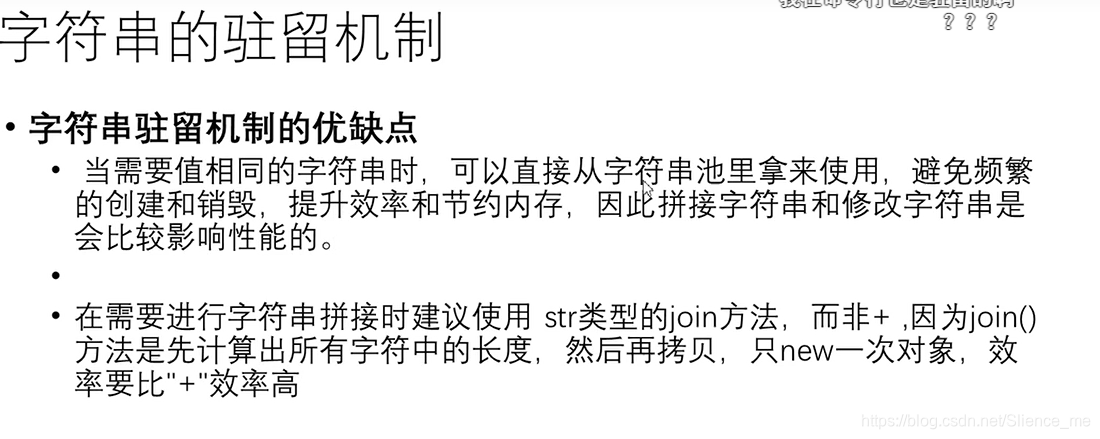 ? ? ?
字符串的驻留机制
• 字符串驻留机制的优缺点
• 当需要值相同的字符串时，可以直接从字符串池里拿来使用，避免频繁
的创建和销毁，提升效率和节约内存，因此拼接字符串和修改字符串是
会比较影响性能的。
•
• 在需要进行字符串拼接时建议使用 str类型的join方法，而非+ ,因为join()
方法是先计算出所有字符中的长度，然后再拷贝，只new一次对象，效
率要比"+"效率高
https://blog.csdn.net/Slience_me